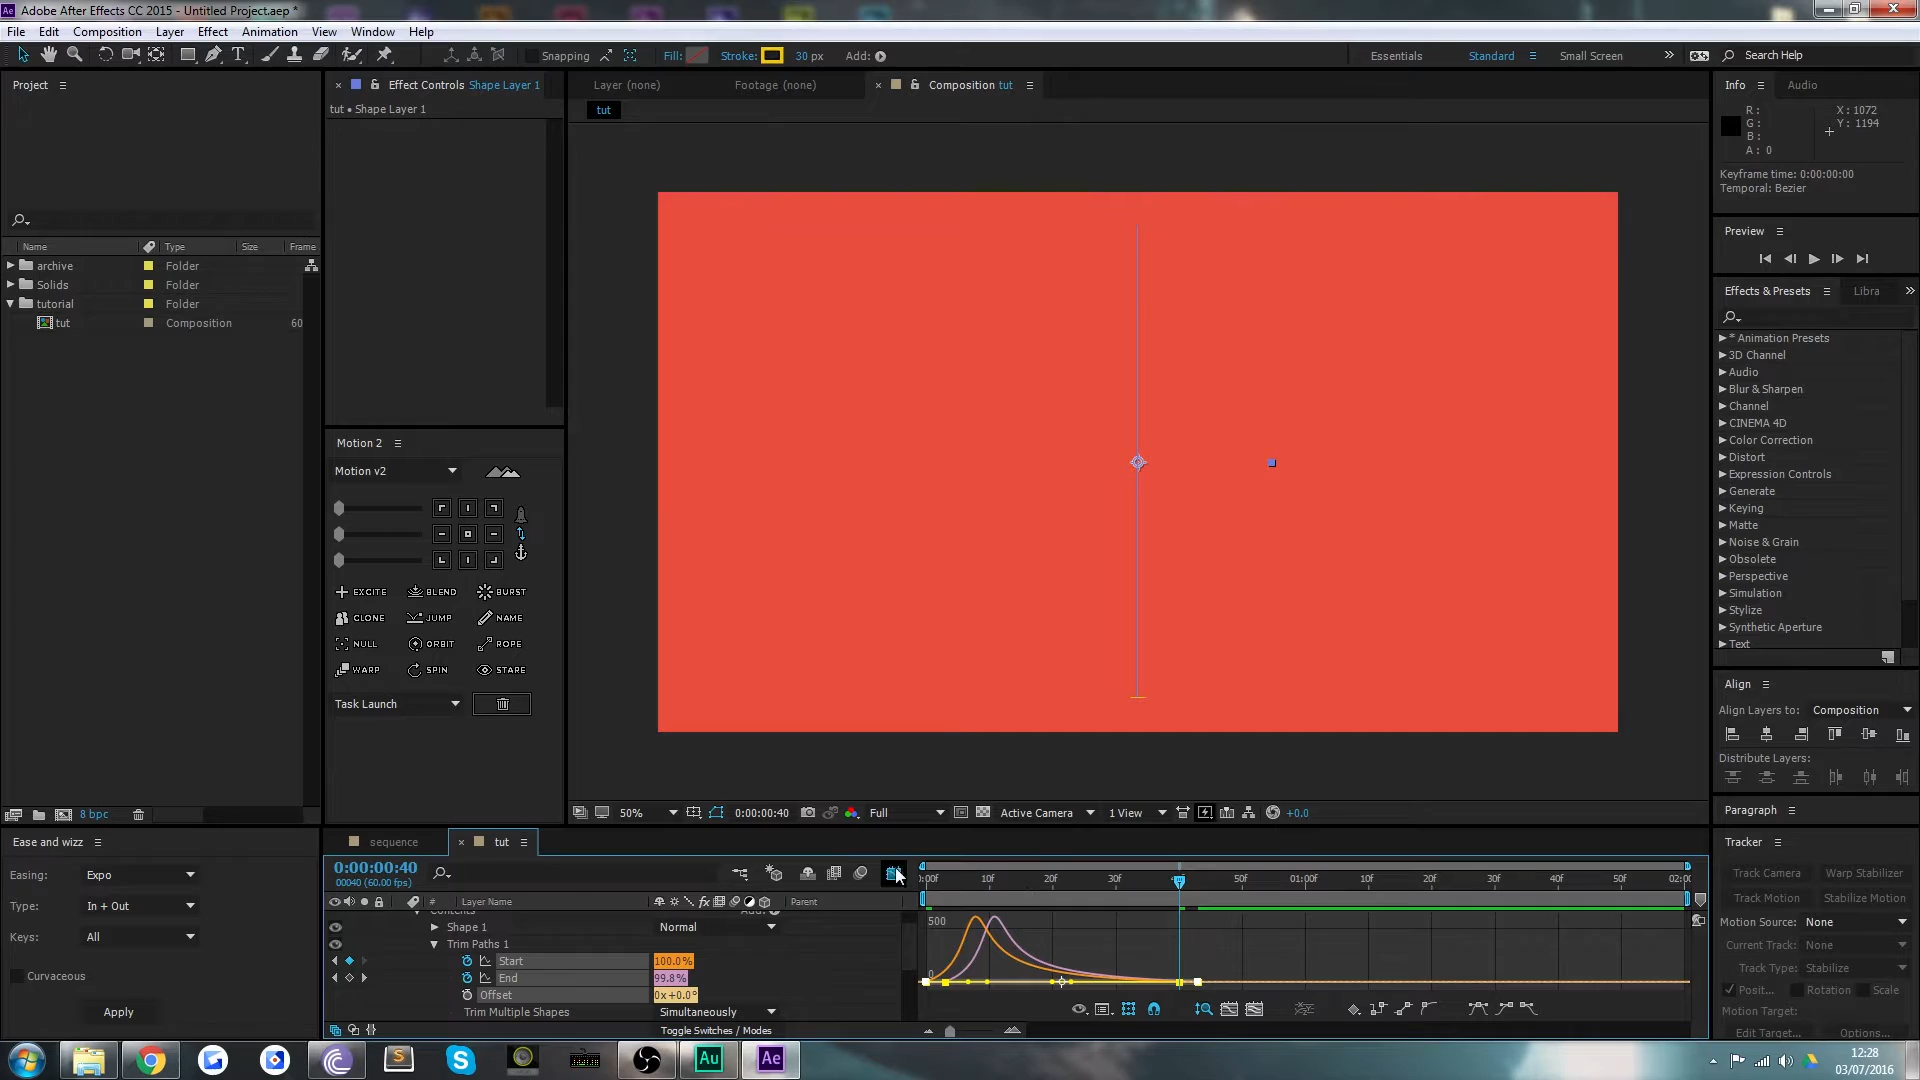 Ae Adobe After Effects CC 2015 - Untitled Project.aep *
File Edit Composition Layer Effect Animation View Window Help
Snapping Fill: Stroke: 30 px Add: Essentials Standard Small Screen Search Help
Project
Name Type Size Frame
archive Folder
Solids Folder
tutorial Folder
tut Composition 60
8 bpc
Effect Controls Shape Layer 1
tut • Shape Layer 1
Motion 2
Motion v2
EXCITE BLEND BURST
CLONE JUMP NAME
NULL ORBIT ROPE
WARP SPIN STARE
Task Launch
Layer (none) Footage (none) Composition tut
tut
50% 0:00:00:40 Full Active Camera 1 View +0.0
Info Audio
R: X: 1072
G: Y: 1194
B:
A: 0
Keyframe time: 0:00:00:00
Temporal: Bezier
Preview
Effects & Presets Libra
* Animation Presets
3D Channel
Audio
Blur & Sharpen
Channel
CINEMA 4D
Color Correction
Distort
Expression Controls
Generate
Keying
Matte
Noise & Grain
Obsolete
Perspective
Simulation
Stylize
Synthetic Aperture
Text
Align
Align Layers to: Composition
Distribute Layers:
Paragraph
Tracker
Track Camera Warp Stabilizer
Track Motion Stabilize Motion
Motion Source: None
Current Track: None
Track Type: Stabilize
Posit... Rotation Scale
Motion Target:
Edit Target... Options...
Ease and wizz
Easing: Expo
Type: In + Out
Keys: All
Curvaceous
Apply
sequence tut
0:00:00:40
00040 (60.00 fps)
# Layer Name Parent
Contents Add:
Shape 1 Normal
Trim Paths 1
Start 100.0%
End 99.8%
Offset 0x+0.0°
Trim Multiple Shapes Simultaneously
Toggle Switches / Modes
):00f 10f 20f 50f 01:00f 10f 20f 30f 40f 50f 02:0
500
0
Au Ae
12:28
03/07/2016